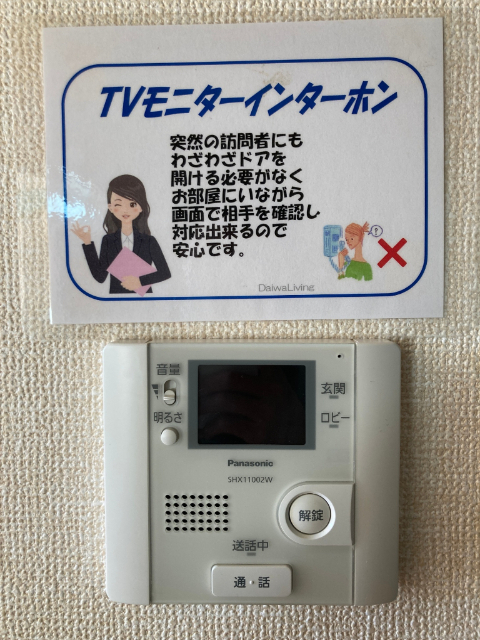 TVモニターインターホン
突然の訪問者にも
わざわざドアを
開ける必要がなく
お部屋にいながら
画面で相手を確認し
対応出来るので
安心です。
?
DaiwaLiving
音量
明るさ
玄関
ロビー
Panasonic
SHX11002W
解錠
送話中
通・話